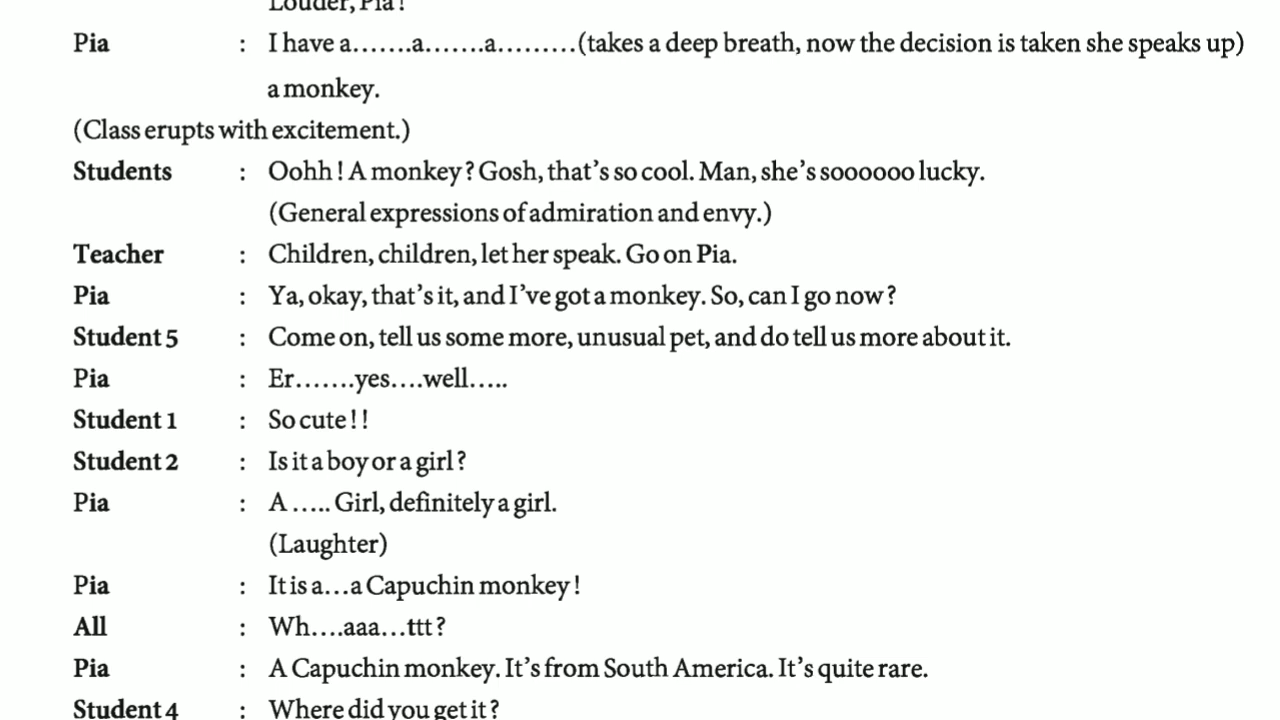 Louder, Pia !
Pia : I have a.......a.......a.........(takes a deep breath, now the decision is taken she speaks up)
a monkey.
(Class erupts with excitement.)
Students : Oohh ! A monkey ? Gosh, that's so cool. Man, she's soooooo lucky.
(General expressions of admiration and envy.)
Teacher : Children, children, let her speak. Go on Pia.
Pia : Ya, okay, that's it, and I've got a monkey. So, can I go now ?
Student 5 : Come on, tell us some more, unusual pet, and do tell us more about it.
Pia : Er.......yes....well.....
Student 1 : So cute ! !
Student 2 : Is it a boy or a girl ?
Pia : A ..... Girl, definitely a girl.
(Laughter)
Pia : It is a...a Capuchin monkey !
All : Wh....aaa...ttt ?
Pia : A Capuchin monkey. It's from South America. It's quite rare.
Student 4 : Where did you get it ?